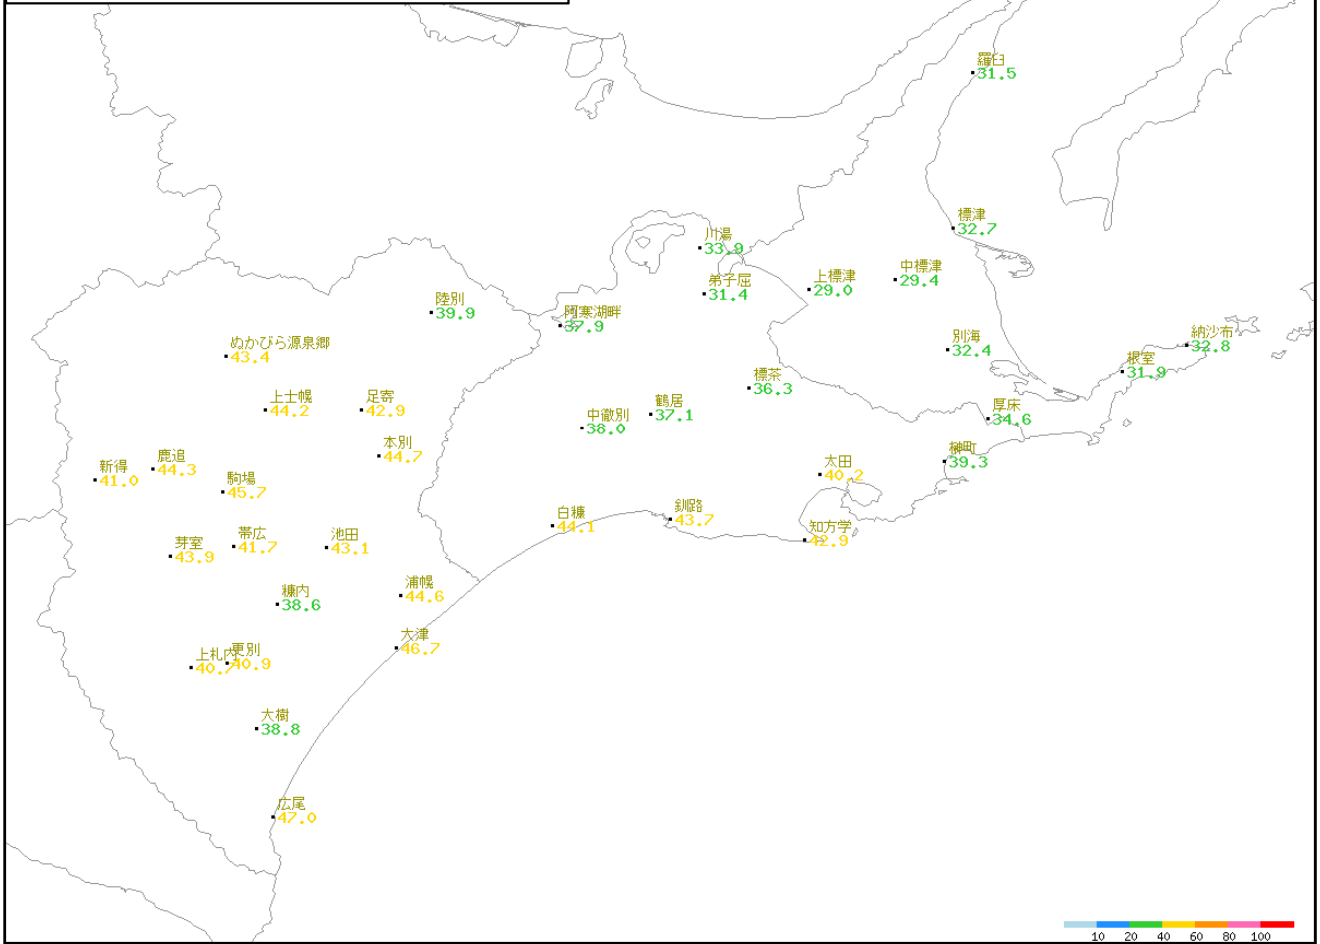 羅臼
31.5
標津
32.7
川湯
33.9
弟子屈
31.4
上標津
29.0
中標津
29.4
陸別
39.9
阿寒湖畔
37.9
ぬかびら源泉郷
43.4
別海
32.4
納沙布
32.8
根室
31.9
標茶
36.3
上士幌
44.2
足寄
42.9
鶴居
37.1
中徹別
38.0
厚床
34.6
本別
44.7
榊町
39.3
新得
41.0
鹿追
44.3
駒場
45.7
太田
40.2
白糠
44.1
釧路
43.7
知方学
42.9
芽室
43.9
帯広
41.7
池田
43.1
糠内
38.6
浦幌
44.6
大津
46.7
上札内
40.7
更別
40.9
大樹
38.8
広尾
47.0
10 20 40 60 80 100